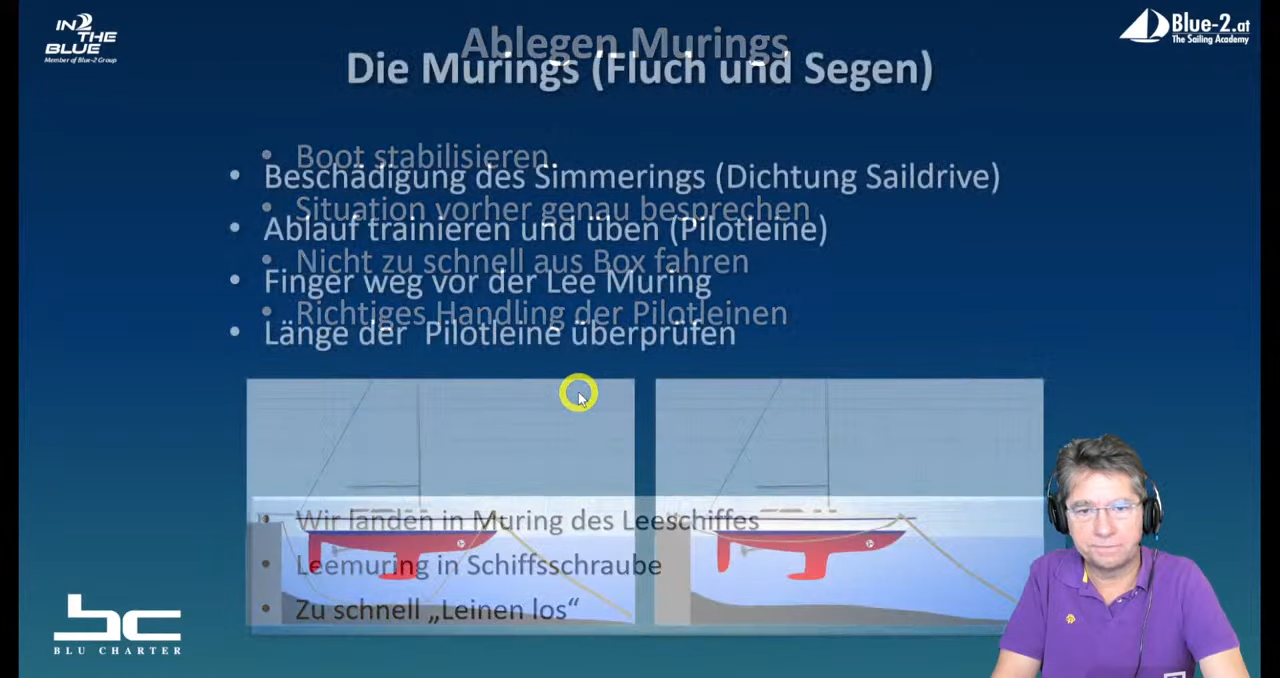 IN2
THE
BLUE
Member of Blue-2 Group
Blue-2.at
The Sailing Academy
Ablegen Murings
Die Murings (Fluch und Segen)
• Boot stabilisieren
• Beschädigung des Simmerings (Dichtung Saildrive)
• Situation vorher genau besprechen
• Ablauf trainieren und üben (Pilotleine)
• Nicht zu schnell aus Box fahren
• Finger weg vor der Lee Muring
• Richtiges Handling der Pilotleinen
• Länge der Pilotleine überprüfen
• Wir landen in Muring des Leeschiffes
• Leemuring in Schiffsschraube
• Zu schnell „Leinen los“
bc
BLU CHARTER